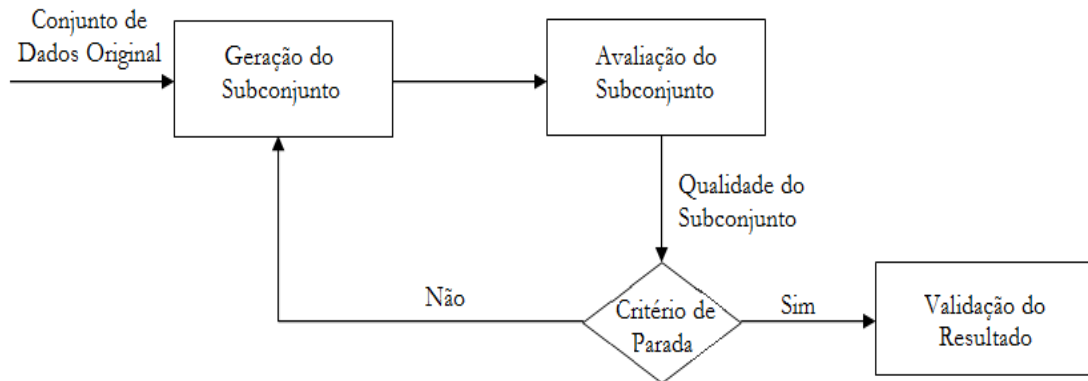 Conjunto de
Dados Original
Geração do
Subconjunto
Avaliação do
Subconjunto
Qualidade do
Subconjunto
Não
Critério de
Parada
Sim
Validação do
Resultado